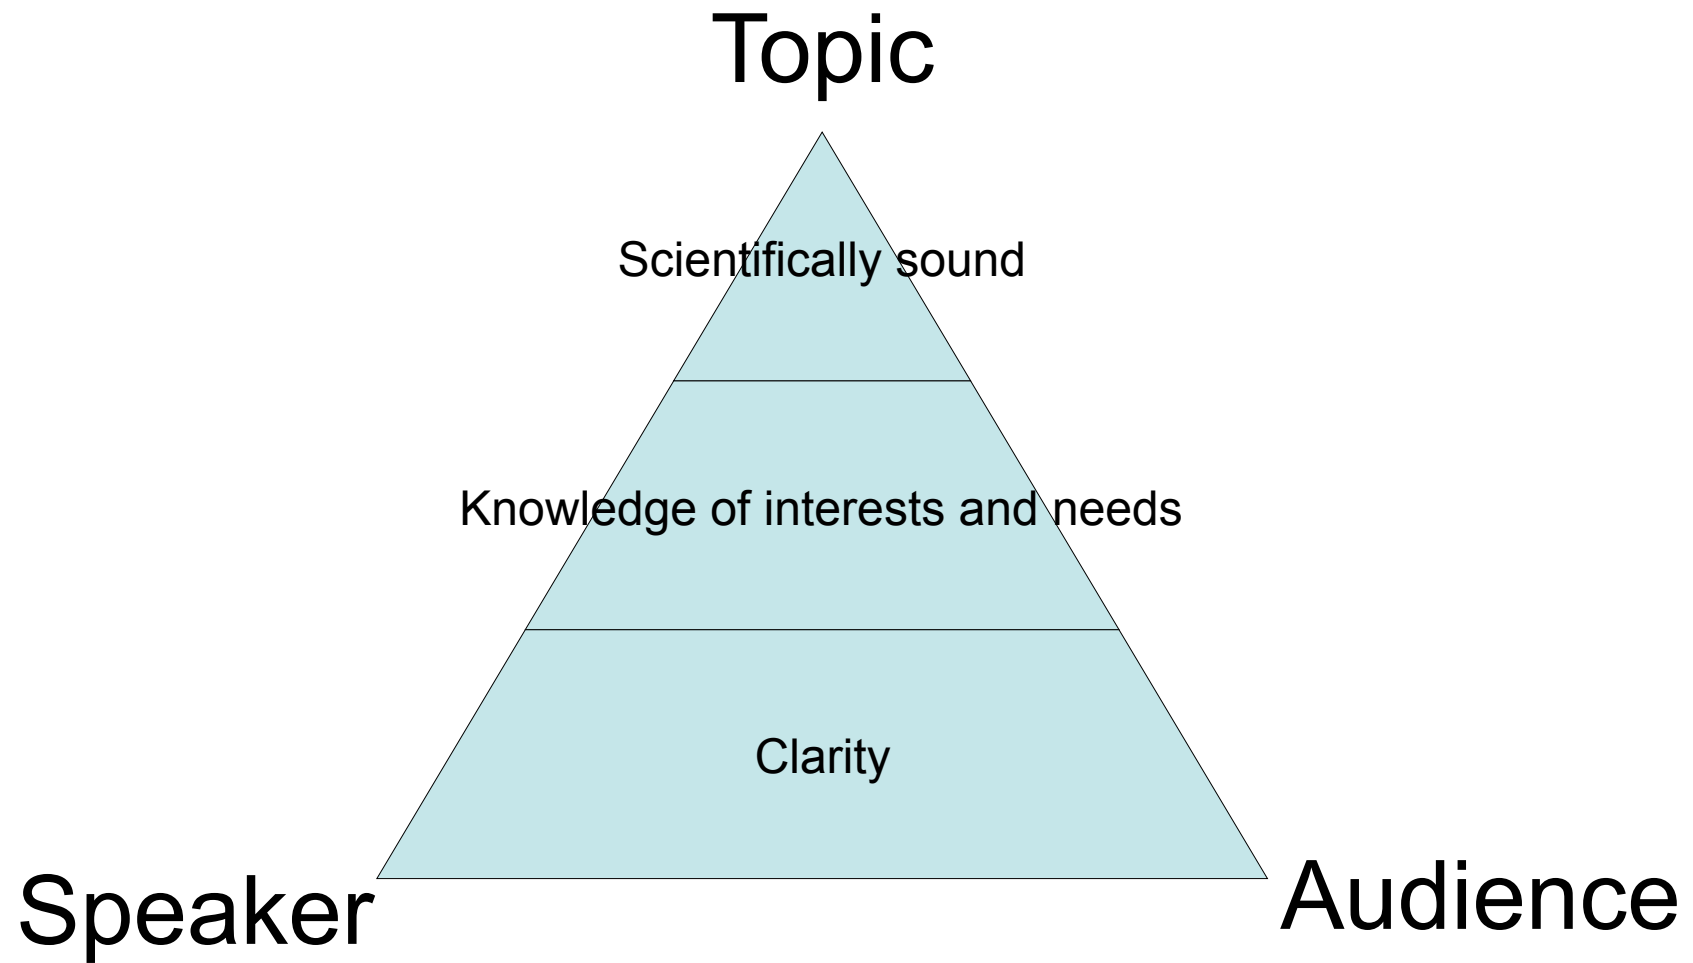 Topic
Scientifically sound
Knowledge of interests and needs
Clarity
Speaker
Audience